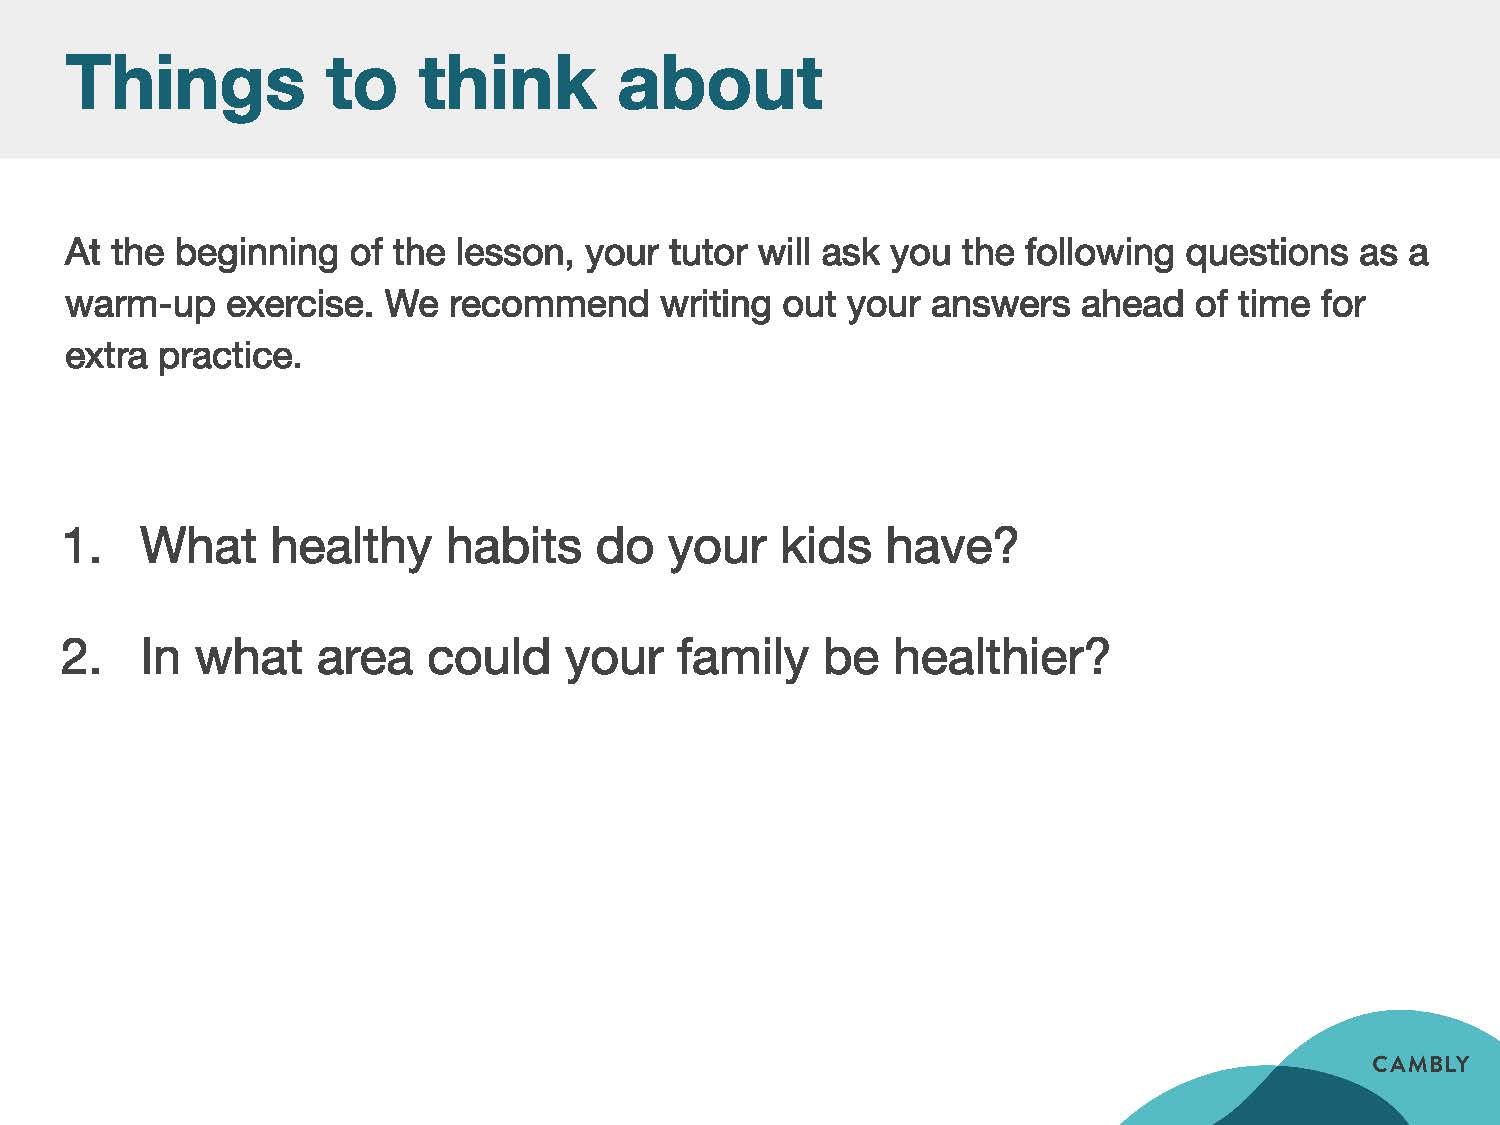 Things to think about
At the beginning of the lesson, your tutor will ask you the following questions as a
warm-up exercise. We recommend writing out your answers ahead of time for
extra practice.
1. What healthy habits do your kids have?
2. In what area could your family be healthier?
CAMBLY